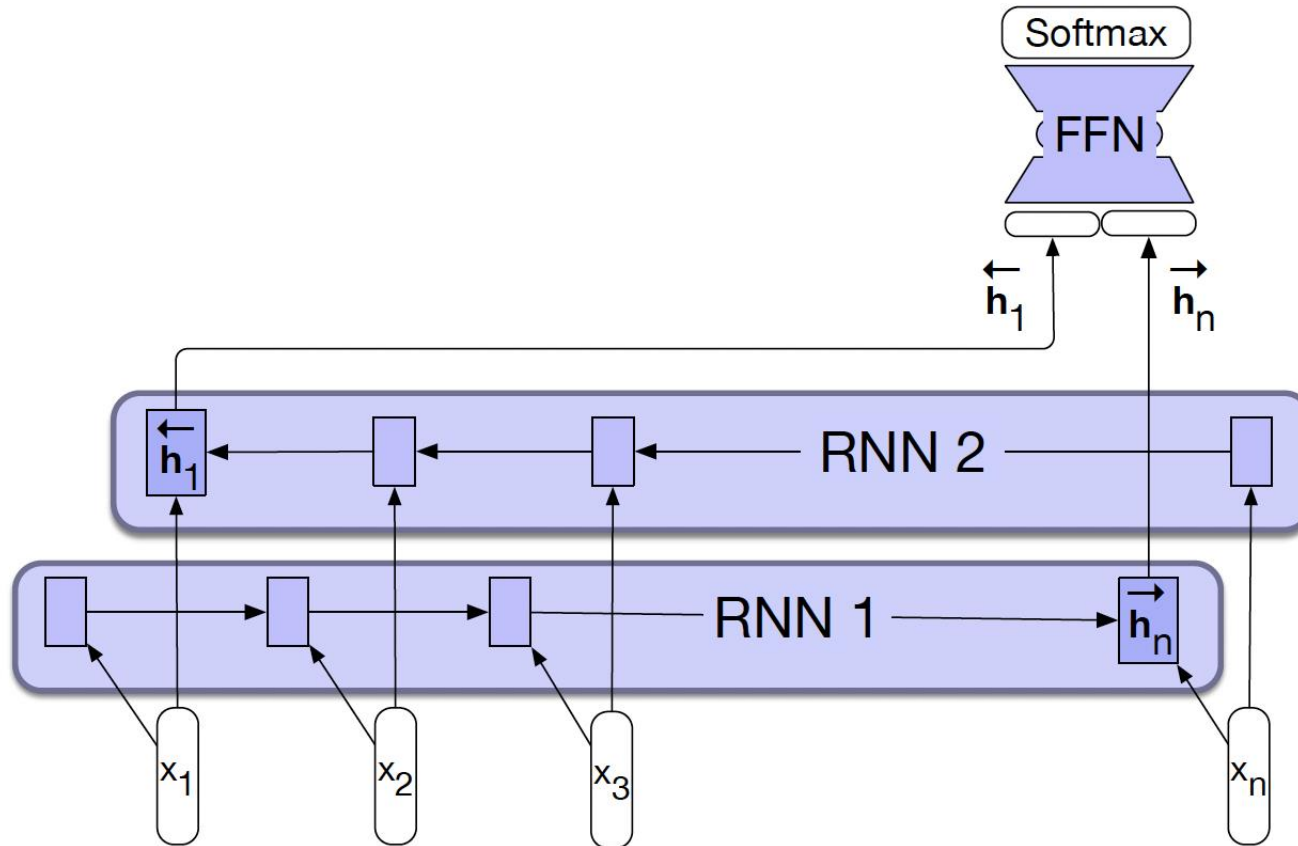 Softmax
FFN
←h₁ →hₙ
←h₁ RNN 2
RNN 1 →hₙ
x₁ x₂ x₃ xₙ